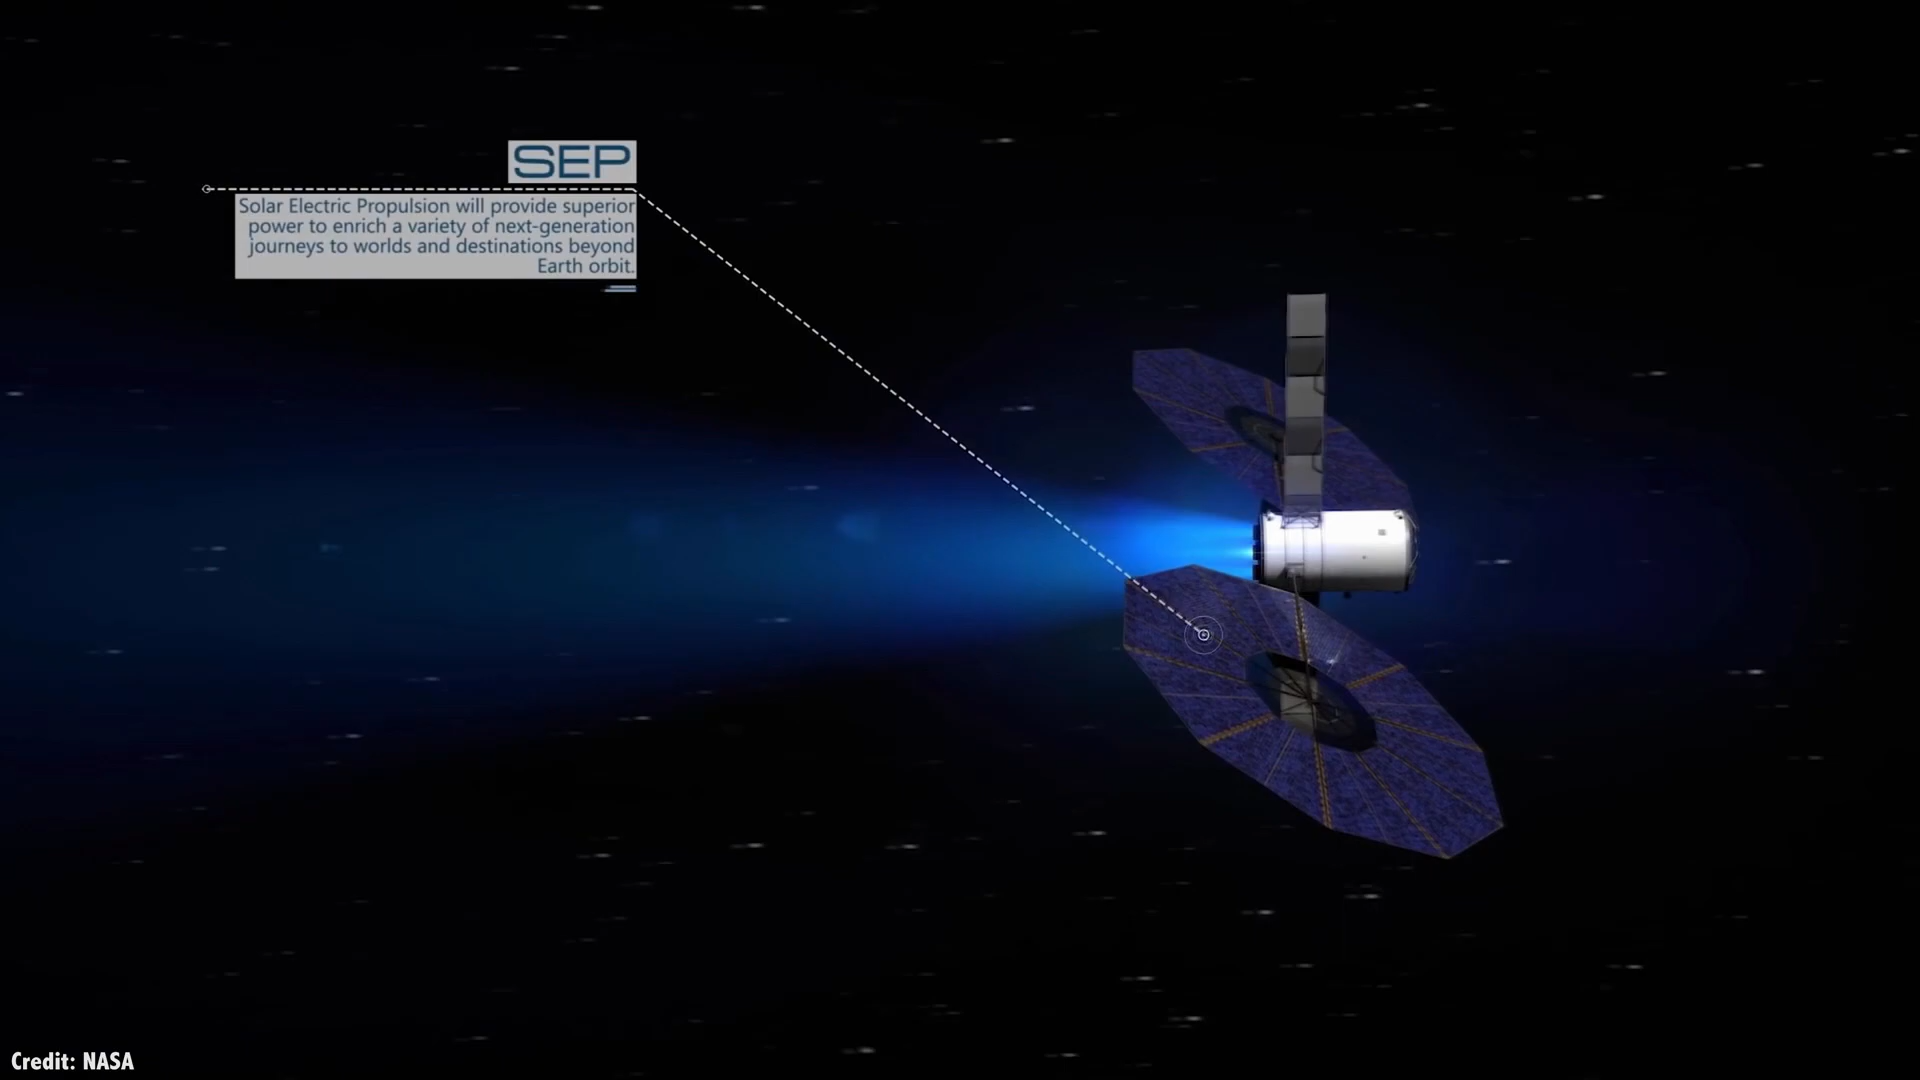 SEP
Solar Electric Propulsion will provide superior
power to enrich a variety of next-generation
journeys to worlds and destinations beyond
Earth orbit.
Credit: NASA